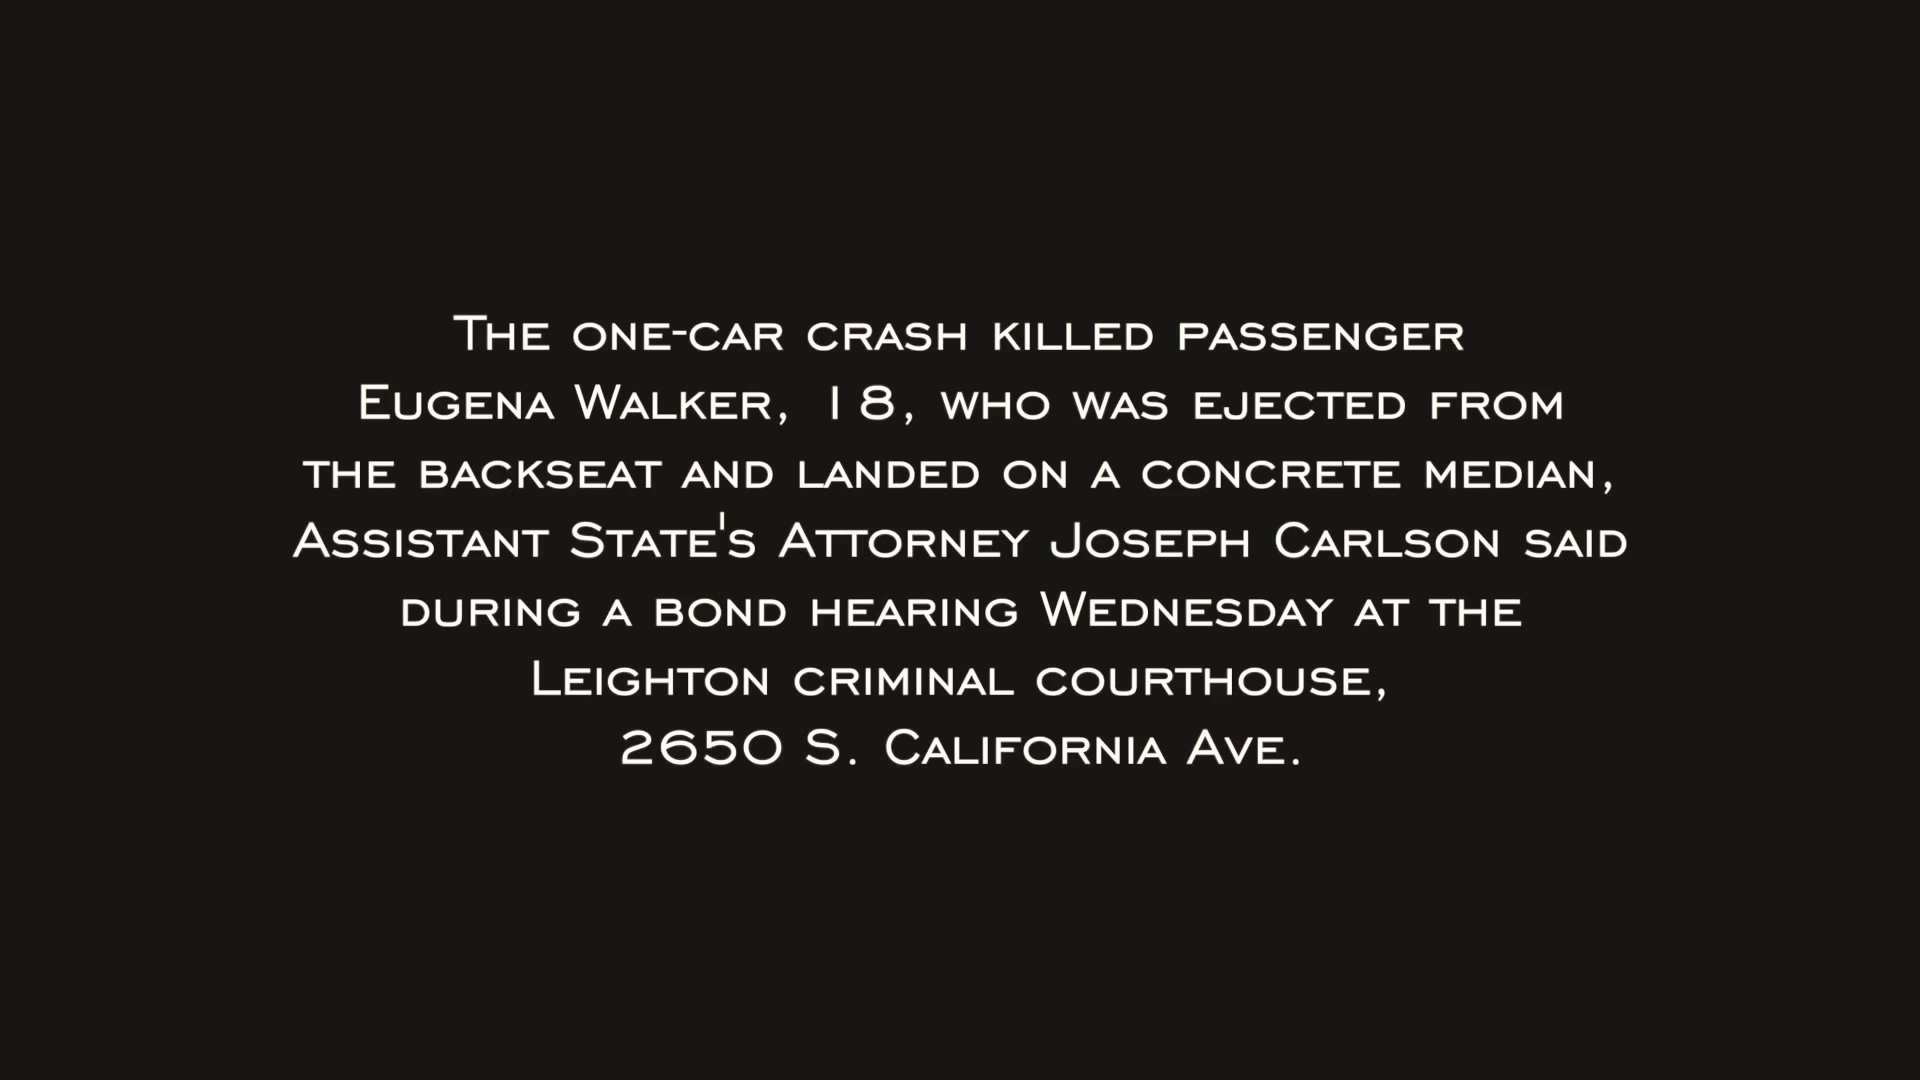 The one-car crash killed passenger
Eugena Walker, 18, who was ejected from
the backseat and landed on a concrete median,
Assistant State's Attorney Joseph Carlson said
during a bond hearing Wednesday at the
Leighton criminal courthouse,
2650 S. California Ave.